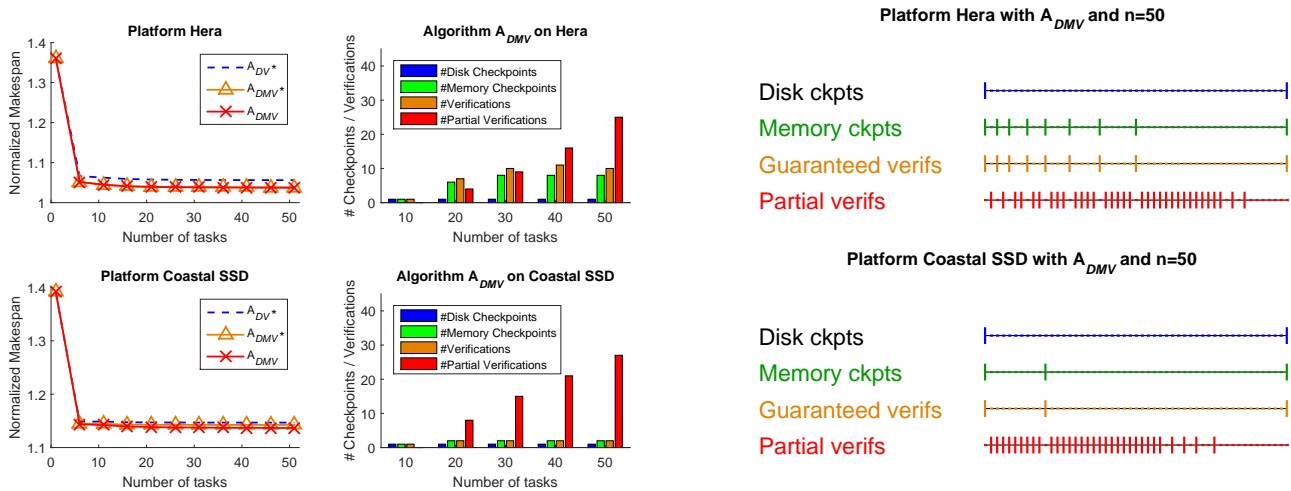 Platform Hera
1.4
1.3
1.2
1.1
1
0 10 20 30 40 50
Normalized Makespan
Number of tasks
A_DV*
A_DMV*
A_DMV
Algorithm A_DMV on Hera
40
30
20
10
0
10 20 30 40 50
# Checkpoints / Verifications
Number of tasks
#Disk Checkpoints
#Memory Checkpoints
#Verifications
#Partial Verifications
Platform Hera with A_DMV and n=50
Disk ckpts
Memory ckpts
Guaranteed verifs
Partial verifs
Platform Coastal SSD
1.4
1.3
1.2
1.1
0 10 20 30 40 50
Normalized Makespan
Number of tasks
A_DV*
A_DMV*
A_DMV
Algorithm A_DMV on Coastal SSD
40
30
20
10
0
10 20 30 40 50
# Checkpoints / Verifications
Number of tasks
#Disk Checkpoints
#Memory Checkpoints
#Verifications
#Partial Verifications
Platform Coastal SSD with A_DMV and n=50
Disk ckpts
Memory ckpts
Guaranteed verifs
Partial verifs